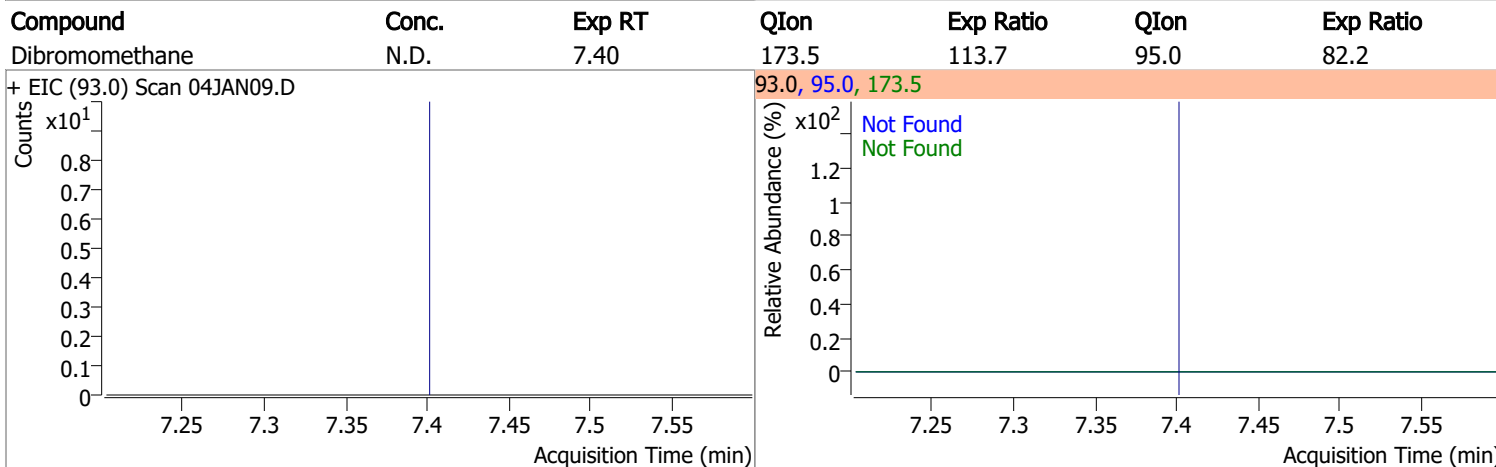 Compound Conc. Exp RT QIon Exp Ratio QIon Exp Ratio
Dibromomethane N.D. 7.40 173.5 113.7 95.0 82.2
+ EIC (93.0) Scan 04JAN09.D
Counts
x10¹
0.8
0.7
0.6
0.5
0.4
0.3
0.2
0.1
0
7.25 7.3 7.35 7.4 7.45 7.5 7.55
Acquisition Time (min)
93.0, 95.0, 173.5
Relative Abundance (%)
x10²
Not Found
Not Found
1.2
1
0.8
0.6
0.4
0.2
0
7.25 7.3 7.35 7.4 7.45 7.5 7.55
Acquisition Time (min)